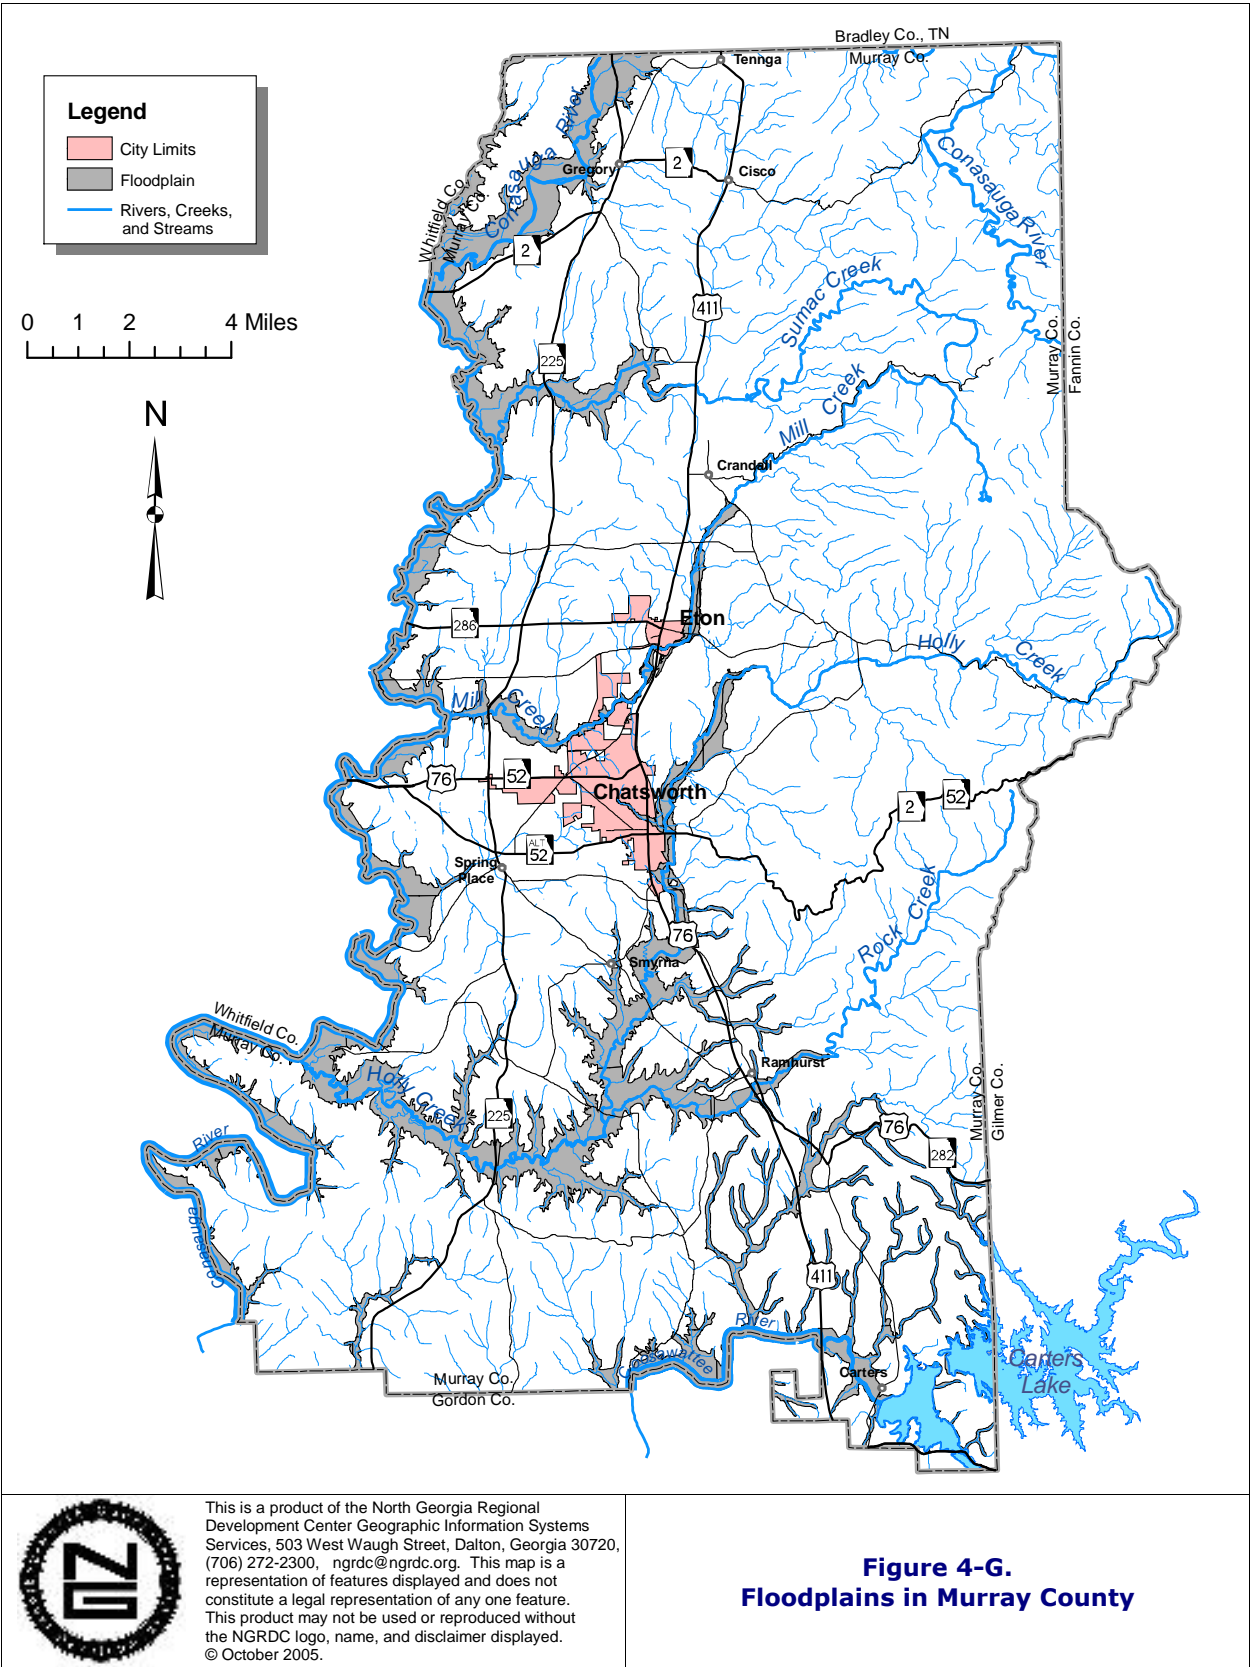 Bradley Co., TN
Murray Co.
Tennga
Legend
City Limits
Floodplain
Rivers, Creeks,
and Streams
0 1 2 4 Miles
N
Conasauga River
Gregory
2
Cisco
Whitfield Co.
Murray Co.
2
Conasauga River
Sumac Creek
411
225
Murray Co.
Fannin Co.
Mill Creek
Crandall
286
Eton
Holly Creek
Mill Creek
76
52
Chatsworth
2
52
ALT
52
Spring
Place
Rock Creek
76
Smyrna
Whitfield Co.
Murray Co.
Ramhurst
Holly Creek
225
Murray Co.
Gilmer Co.
76
282
River
Conasauga
411
River
Coosawattee
Carters
Carters
Lake
Murray Co.
Gordon Co.
NG
This is a product of the North Georgia Regional
Development Center Geographic Information Systems
Services, 503 West Waugh Street, Dalton, Georgia 30720,
(706) 272-2300, ngrdc@ngrdc.org. This map is a
representation of features displayed and does not
constitute a legal representation of any one feature.
This product may not be used or reproduced without
the NGRDC logo, name, and disclaimer displayed.
© October 2005.
Figure 4-G.
Floodplains in Murray County